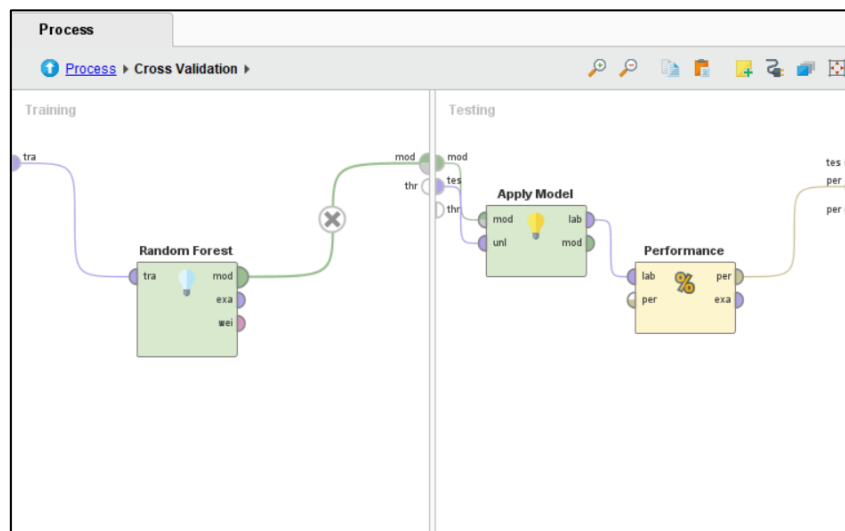 Process
Process ▸ Cross Validation ▸
Training
Testing
tra
mod
thr
mod
tes
thr
tes
per
per
Random Forest
tra
mod
exa
wei
Apply Model
mod
lab
unl
mod
Performance
%
lab
per
per
exa